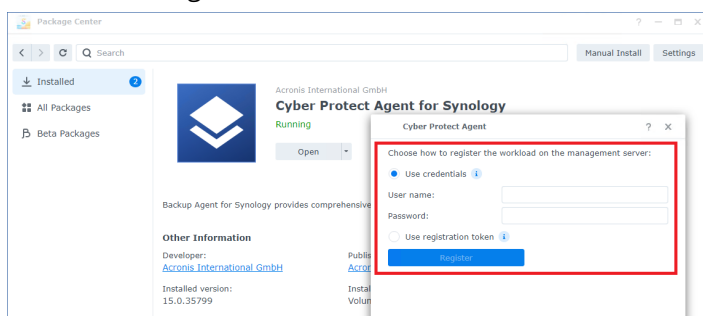 Package Center
Search
Manual Install
Settings
Installed
2
All Packages
Beta Packages
Acronis International GmbH
Cyber Protect Agent for Synology
Running
Open
Backup Agent for Synology provides comprehensive
Other Information
Developer:
Acronis International GmbH
Installed version:
15.0.35799
Cyber Protect Agent
Choose how to register the workload on the management server:
Use credentials
User name:
Password:
Use registration token
Register